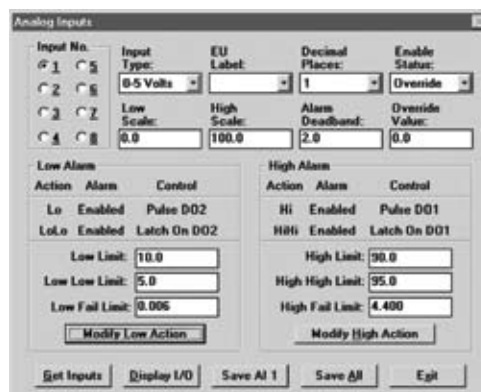 Analog Inputs
Input No.
1 5
2 6
3 7
4 8
Input Type: EU Label: Decimal Places: Enable Status:
0-5 Volts 1 Override
Low Scale: High Scale: Alarm Deadband: Override Value:
0.0 100.0 2.0 0.0
Low Alarm
Action Alarm Control
Lo Enabled Pulse DO2
LoLo Enabled Latch On DO2
Low Limit: 10.0
Low Low Limit: 5.0
Low Fail Limit: 0.006
Modify Low Action
High Alarm
Action Alarm Control
Hi Enabled Pulse DO1
HiHi Enabled Latch On DO1
High Limit: 90.0
High High Limit: 95.0
High Fail Limit: 4.400
Modify High Action
Get Inputs Display I/O Save AI 1 Save All Exit